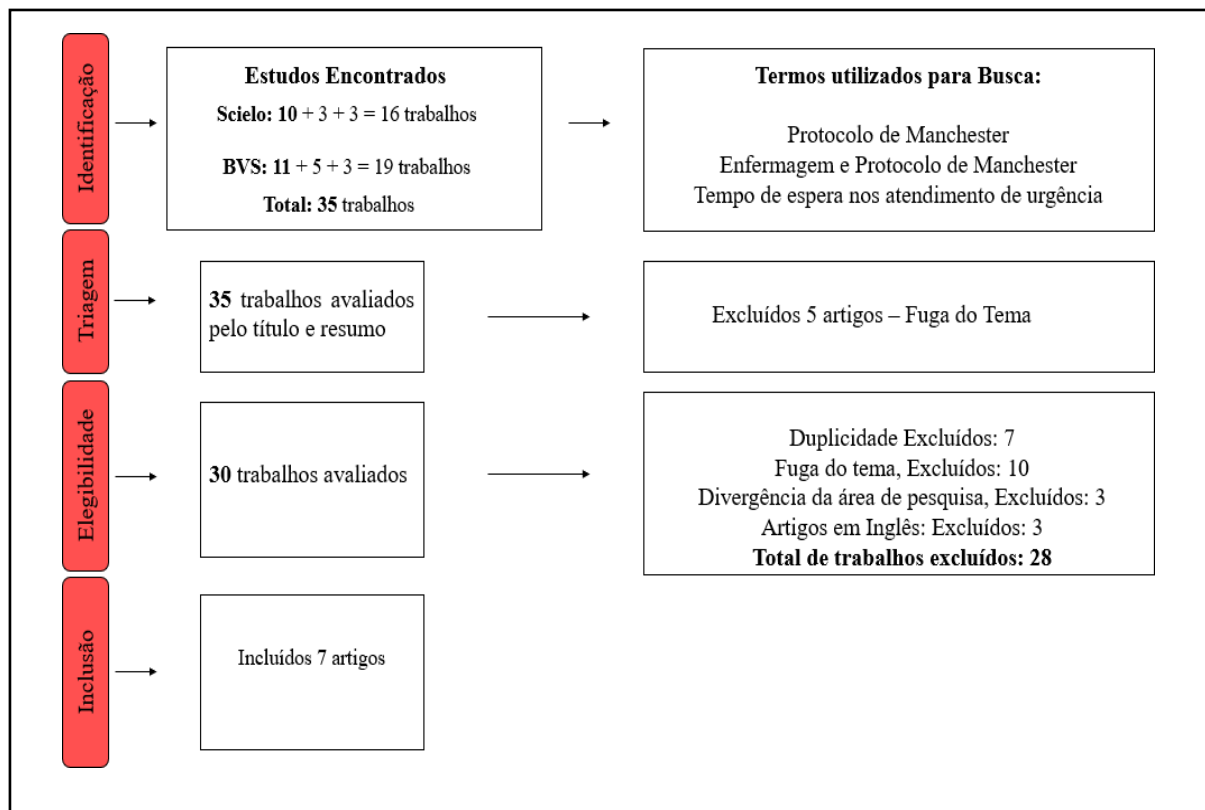 Identificação
Estudos Encontrados
Scielo: 10 + 3 + 3 = 16 trabalhos
BVS: 11 + 5 + 3 = 19 trabalhos
Total: 35 trabalhos
Termos utilizados para Busca:
Protocolo de Manchester
Enfermagem e Protocolo de Manchester
Tempo de espera nos atendimento de urgência
Triagem
35 trabalhos avaliados
pelo título e resumo
Excluídos 5 artigos – Fuga do Tema
Elegibilidade
30 trabalhos avaliados
Duplicidade Excluídos: 7
Fuga do tema, Excluídos: 10
Divergência da área de pesquisa, Excluídos: 3
Artigos em Inglês: Excluídos: 3
Total de trabalhos excluídos: 28
Inclusão
Incluídos 7 artigos